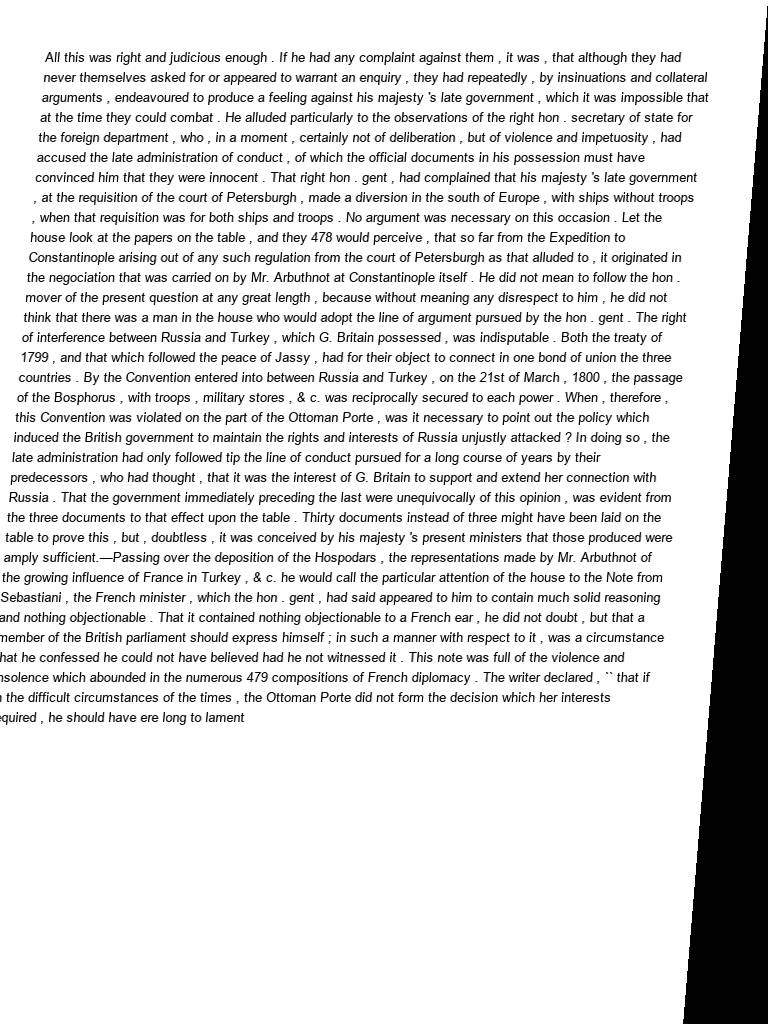 All this was right and judicious enough . If he had any complaint against them , it was , that although they had
never themselves asked for or appeared to warrant an enquiry , they had repeatedly , by insinuations and collateral
arguments , endeavoured to produce a feeling against his majesty 's late government , which it was impossible that
at the time they could combat . He alluded particularly to the observations of the right hon . secretary of state for
the foreign department , who , in a moment , certainly not of deliberation , but of violence and impetuosity , had
accused the late administration of conduct , of which the official documents in his possession must have
convinced him that they were innocent . That right hon . gent , had complained that his majesty 's late government
, at the requisition of the court of Petersburgh , made a diversion in the south of Europe , with ships without troops
, when that requisition was for both ships and troops . No argument was necessary on this occasion . Let the
house look at the papers on the table , and they 478 would perceive , that so far from the Expedition to
Constantinople arising out of any such regulation from the court of Petersburgh as that alluded to , it originated in
the negociation that was carried on by Mr. Arbuthnot at Constantinople itself . He did not mean to follow the hon .
mover of the present question at any great length , because without meaning any disrespect to him , he did not
think that there was a man in the house who would adopt the line of argument pursued by the hon . gent . The right
of interference between Russia and Turkey , which G. Britain possessed , was indisputable . Both the treaty of
1799 , and that which followed the peace of Jassy , had for their object to connect in one bond of union the three
countries . By the Convention entered into between Russia and Turkey , on the 21st of March , 1800 , the passage
of the Bosphorus , with troops , military stores , & c. was reciprocally secured to each power . When , therefore ,
this Convention was violated on the part of the Ottoman Porte , was it necessary to point out the policy which
induced the British government to maintain the rights and interests of Russia unjustly attacked ? In doing so , the
late administration had only followed tip the line of conduct pursued for a long course of years by their
predecessors , who had thought , that it was the interest of G. Britain to support and extend her connection with
Russia . That the government immediately preceding the last were unequivocally of this opinion , was evident from
the three documents to that effect upon the table . Thirty documents instead of three might have been laid on the
table to prove this , but , doubtless , it was conceived by his majesty 's present ministers that those produced were
amply sufficient.—Passing over the deposition of the Hospodars , the representations made by Mr. Arbuthnot of
the growing influence of France in Turkey , & c. he would call the particular attention of the house to the Note from
Sebastiani , the French minister , which the hon . gent , had said appeared to him to contain much solid reasoning
and nothing objectionable . That it contained nothing objectionable to a French ear , he did not doubt , but that a
member of the British parliament should express himself ; in such a manner with respect to it , was a circumstance
hat he confessed he could not have believed had he not witnessed it . This note was full of the violence and
nsolence which abounded in the numerous 479 compositions of French diplomacy . The writer declared , `` that if
n the difficult circumstances of the times , the Ottoman Porte did not form the decision which her interests
equired , he should have ere long to lament